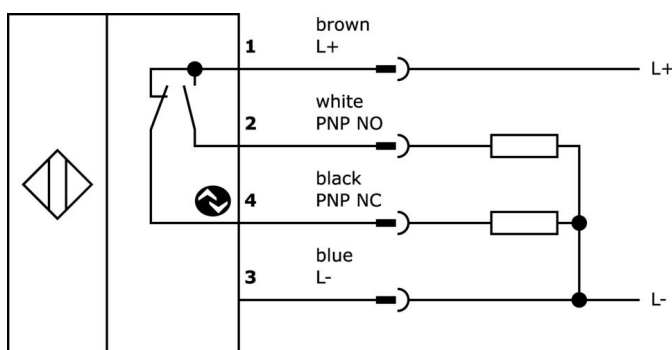 brown
1 L+
L+
white
2 PNP NO
black
4 PNP NC
blue
3 L-
L-